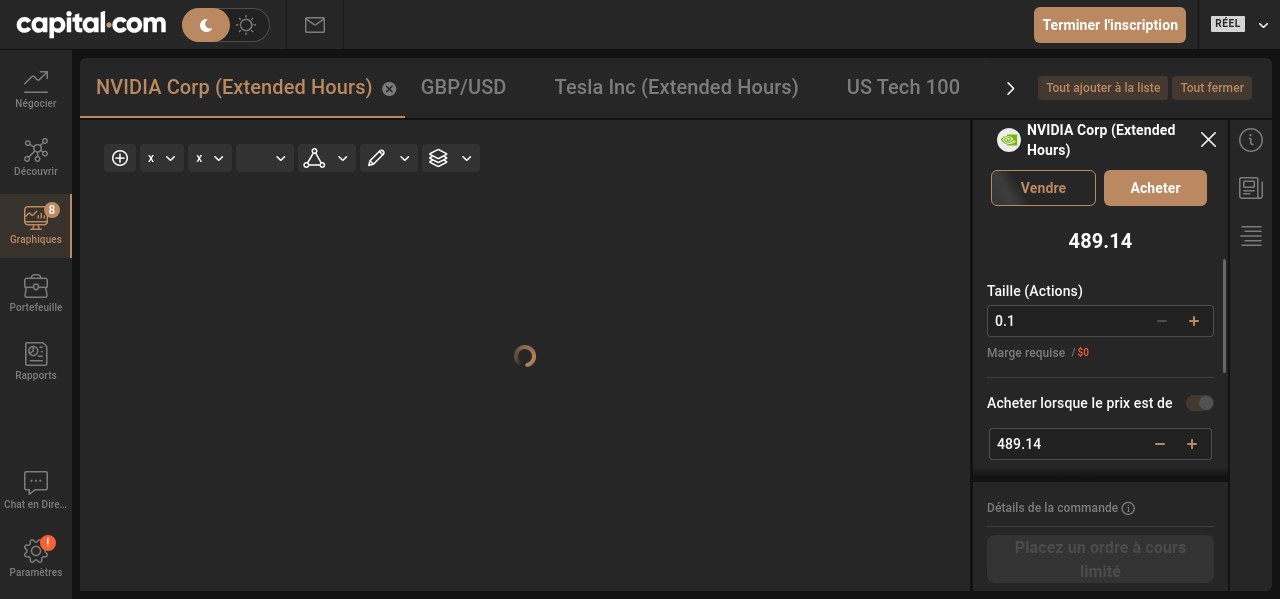 capital.com
Terminer l'inscription
RÉEL
Négocier
Découvrir
8
Graphiques
Portefeuille
Rapports
Chat en Dire...
!
Paramètres
NVIDIA Corp (Extended Hours)
GBP/USD
Tesla Inc (Extended Hours)
US Tech 100
Tout ajouter à la liste
Tout fermer
x
x
NVIDIA Corp (Extended
Hours)
Vendre
Acheter
489.14
Taille (Actions)
0.1
Marge requise / $0
Acheter lorsque le prix est de
489.14
Détails de la commande
Placez un ordre à cours
limité